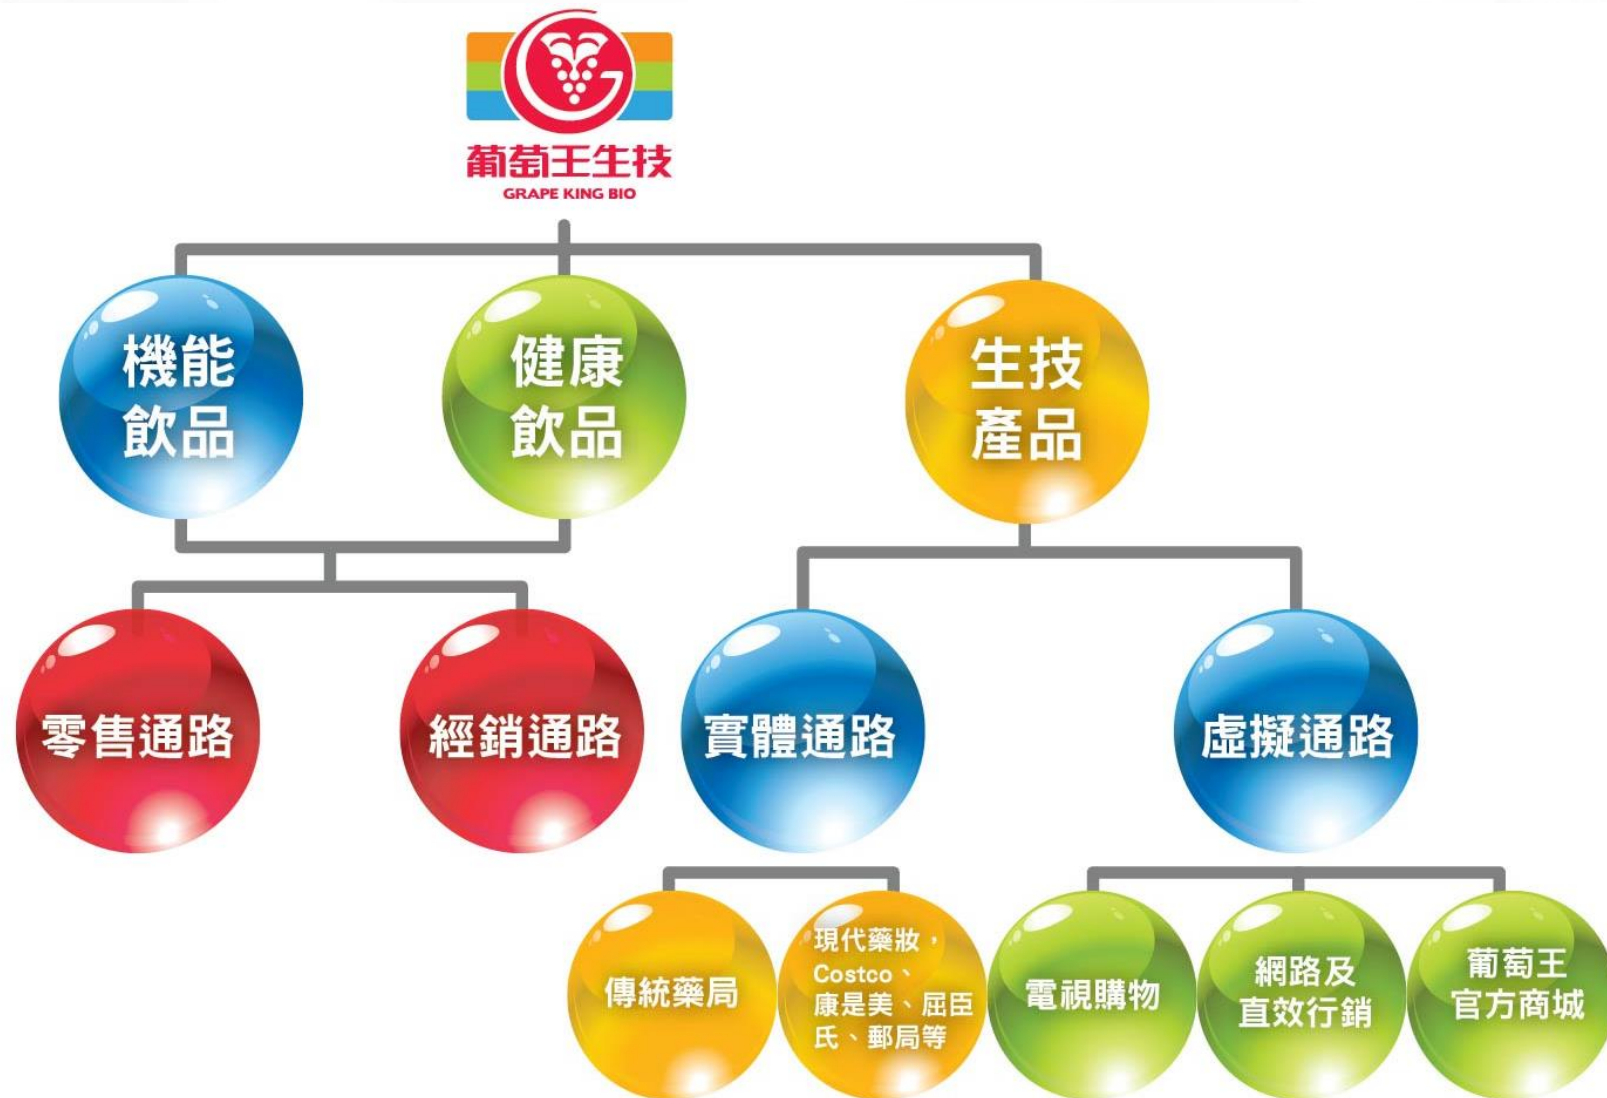 葡萄王生技
GRAPE KING BIO
機能
飲品
健康
飲品
生技
產品
零售通路
經銷通路
實體通路
虛擬通路
傳統藥局
現代藥妝，
Costco、
康是美、屈臣
氏、郵局等
電視購物
網路及
直效行銷
葡萄王
官方商城